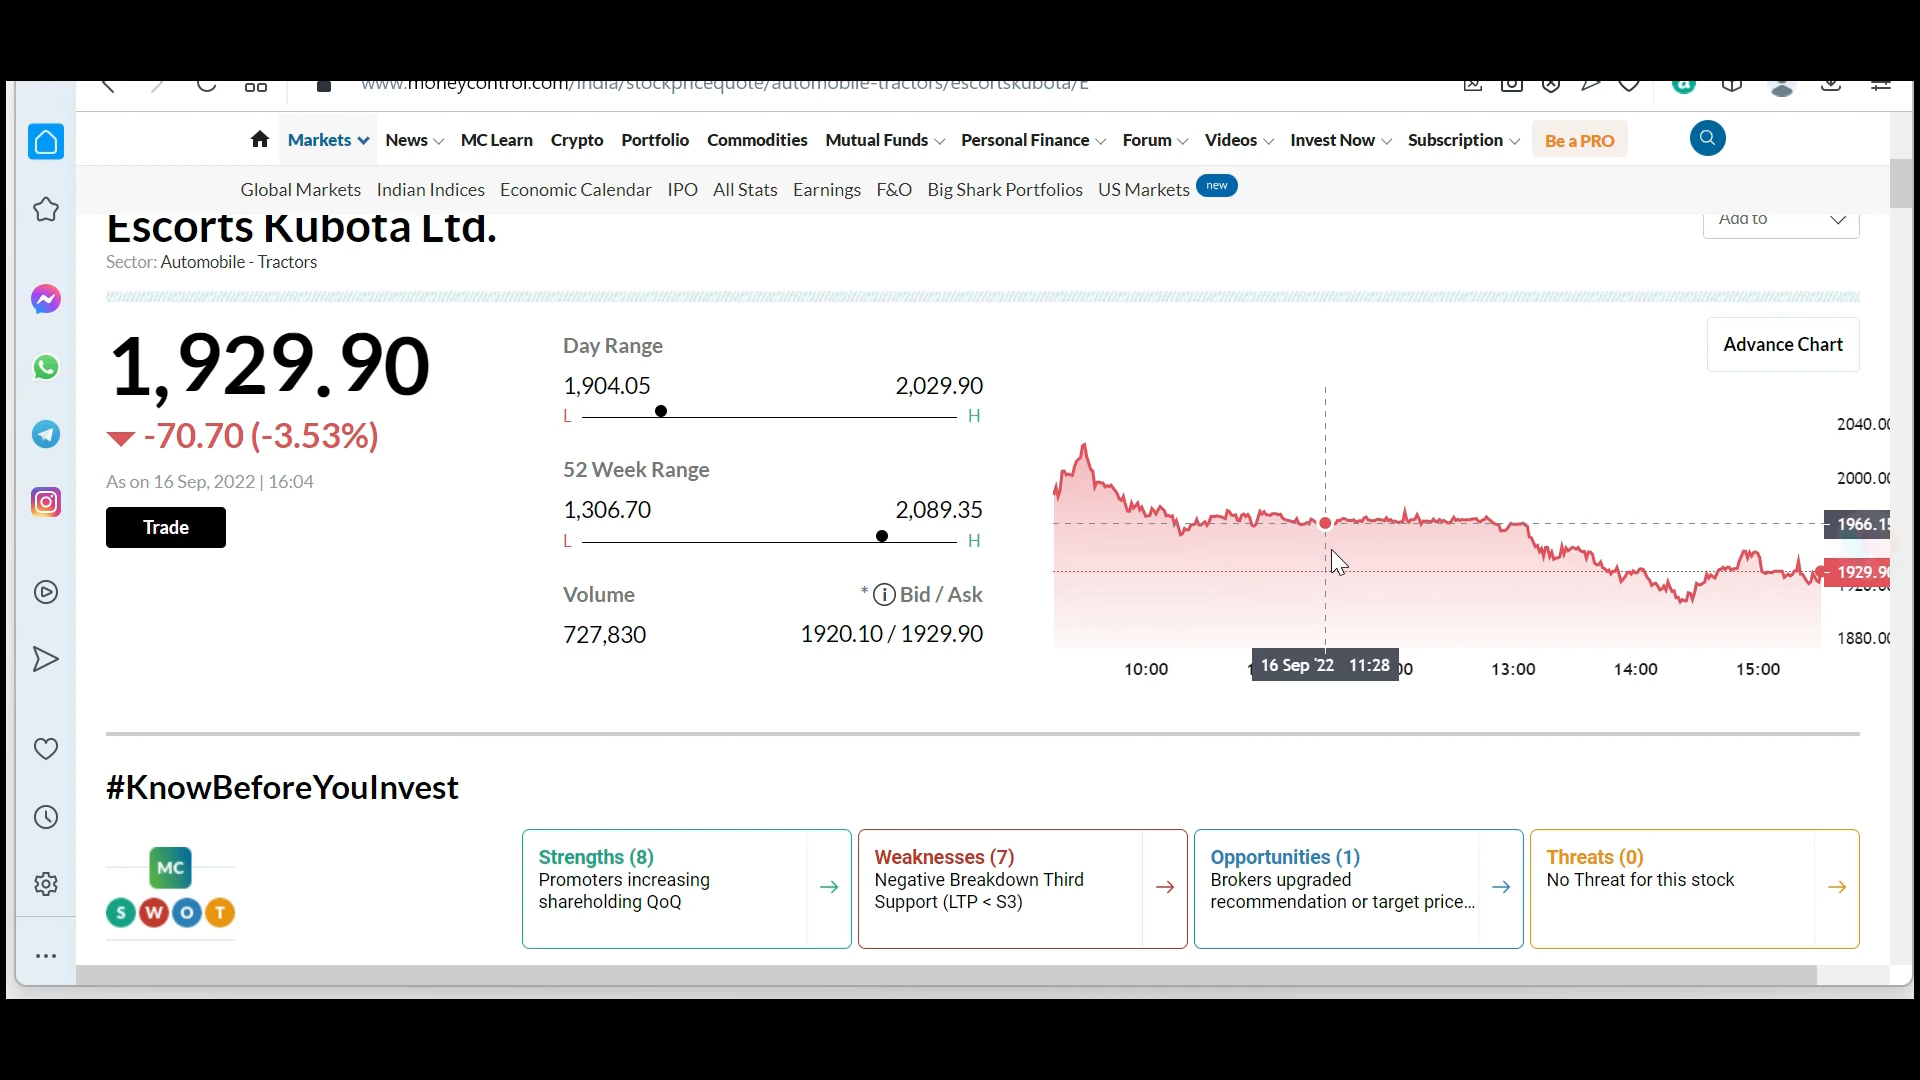 www.moneycontrol.com/india/stockpricequote/automobile-tractors/escortskubota/E
Markets News MC Learn Crypto Portfolio Commodities Mutual Funds Personal Finance Forum Videos Invest Now Subscription Be a PRO
Global Markets Indian Indices Economic Calendar IPO All Stats Earnings F&O Big Shark Portfolios US Markets new
Escorts Kubota Ltd.
Add to
Sector: Automobile - Tractors
1,929.90
-70.70 (-3.53%)
As on 16 Sep, 2022 | 16:04
Trade
Day Range
1,904.05 2,029.90
L H
52 Week Range
1,306.70 2,089.35
L H
Volume * i Bid / Ask
727,830 1920.10 / 1929.90
Advance Chart
2040.00
2000.00
1966.15
1929.90
1880.00
10:00 16 Sep '22 11:28 13:00 14:00 15:00
#KnowBeforeYouInvest
MC
S W O T
Strengths (8)
Promoters increasing
shareholding QoQ
Weaknesses (7)
Negative Breakdown Third
Support (LTP < S3)
Opportunities (1)
Brokers upgraded
recommendation or target price...
Threats (0)
No Threat for this stock